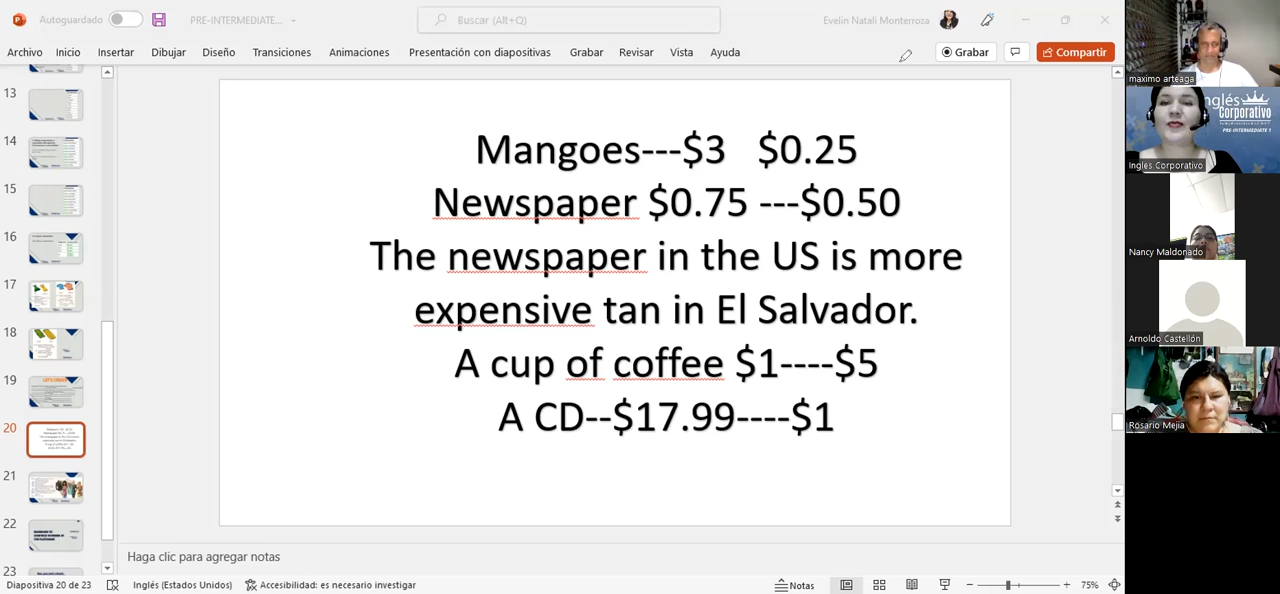 Autoguardado
PRE-INTERMEDIATE...
Buscar (Alt+Q)
Evelin Natali Monterroza
Archivo Inicio Insertar Dibujar Diseño Transiciones Animaciones Presentación con diapositivas Grabar Revisar Vista Ayuda
Grabar
Compartir
13
14
15
16
17
18
19
20
21
22
23
Mangoes---$3 $0.25
Newspaper $0.75 ---$0.50
The newspaper in the US is more
expensive tan in El Salvador.
A cup of coffee $1----$5
A CD--$17.99----$1
Haga clic para agregar notas
Diapositiva 20 de 23
Inglés (Estados Unidos)
Accesibilidad: es necesario investigar
Notas
75%
maximo arteaga
Inglés
Corporativo
PRE-INTERMEDIATE 1
Inglés Corporativo
Nancy Maldonado
Arnoldo Castellón
Rosario Mejia